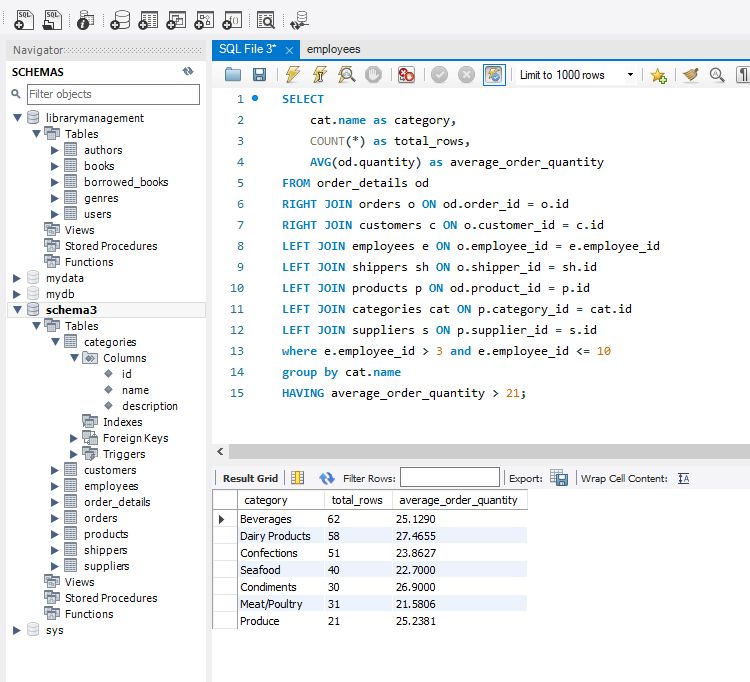 Navigator
SCHEMAS
Filter objects
librarymanagement
Tables
authors
books
borrowed_books
genres
users
Views
Stored Procedures
Functions
mydata
mydb
schema3
Tables
categories
Columns
id
name
description
Indexes
Foreign Keys
Triggers
customers
employees
order_details
orders
products
shippers
suppliers
Views
Stored Procedures
Functions
sys
SQL File 3* × employees
Limit to 1000 rows
1 SELECT
2 cat.name as category,
3 COUNT(*) as total_rows,
4 AVG(od.quantity) as average_order_quantity
5 FROM order_details od
6 RIGHT JOIN orders o ON od.order_id = o.id
7 RIGHT JOIN customers c ON o.customer_id = c.id
8 LEFT JOIN employees e ON o.employee_id = e.employee_id
9 LEFT JOIN shippers sh ON o.shipper_id = sh.id
10 LEFT JOIN products p ON od.product_id = p.id
11 LEFT JOIN categories cat ON p.category_id = cat.id
12 LEFT JOIN suppliers s ON p.supplier_id = s.id
13 where e.employee_id > 3 and e.employee_id <= 10
14 group by cat.name
15 HAVING average_order_quantity > 21;
Result Grid Filter Rows: Export: Wrap Cell Content:
category total_rows average_order_quantity
Beverages 62 25.1290
Dairy Products 58 27.4655
Confections 51 23.8627
Seafood 40 22.7000
Condiments 30 26.9000
Meat/Poultry 31 21.5806
Produce 21 25.2381